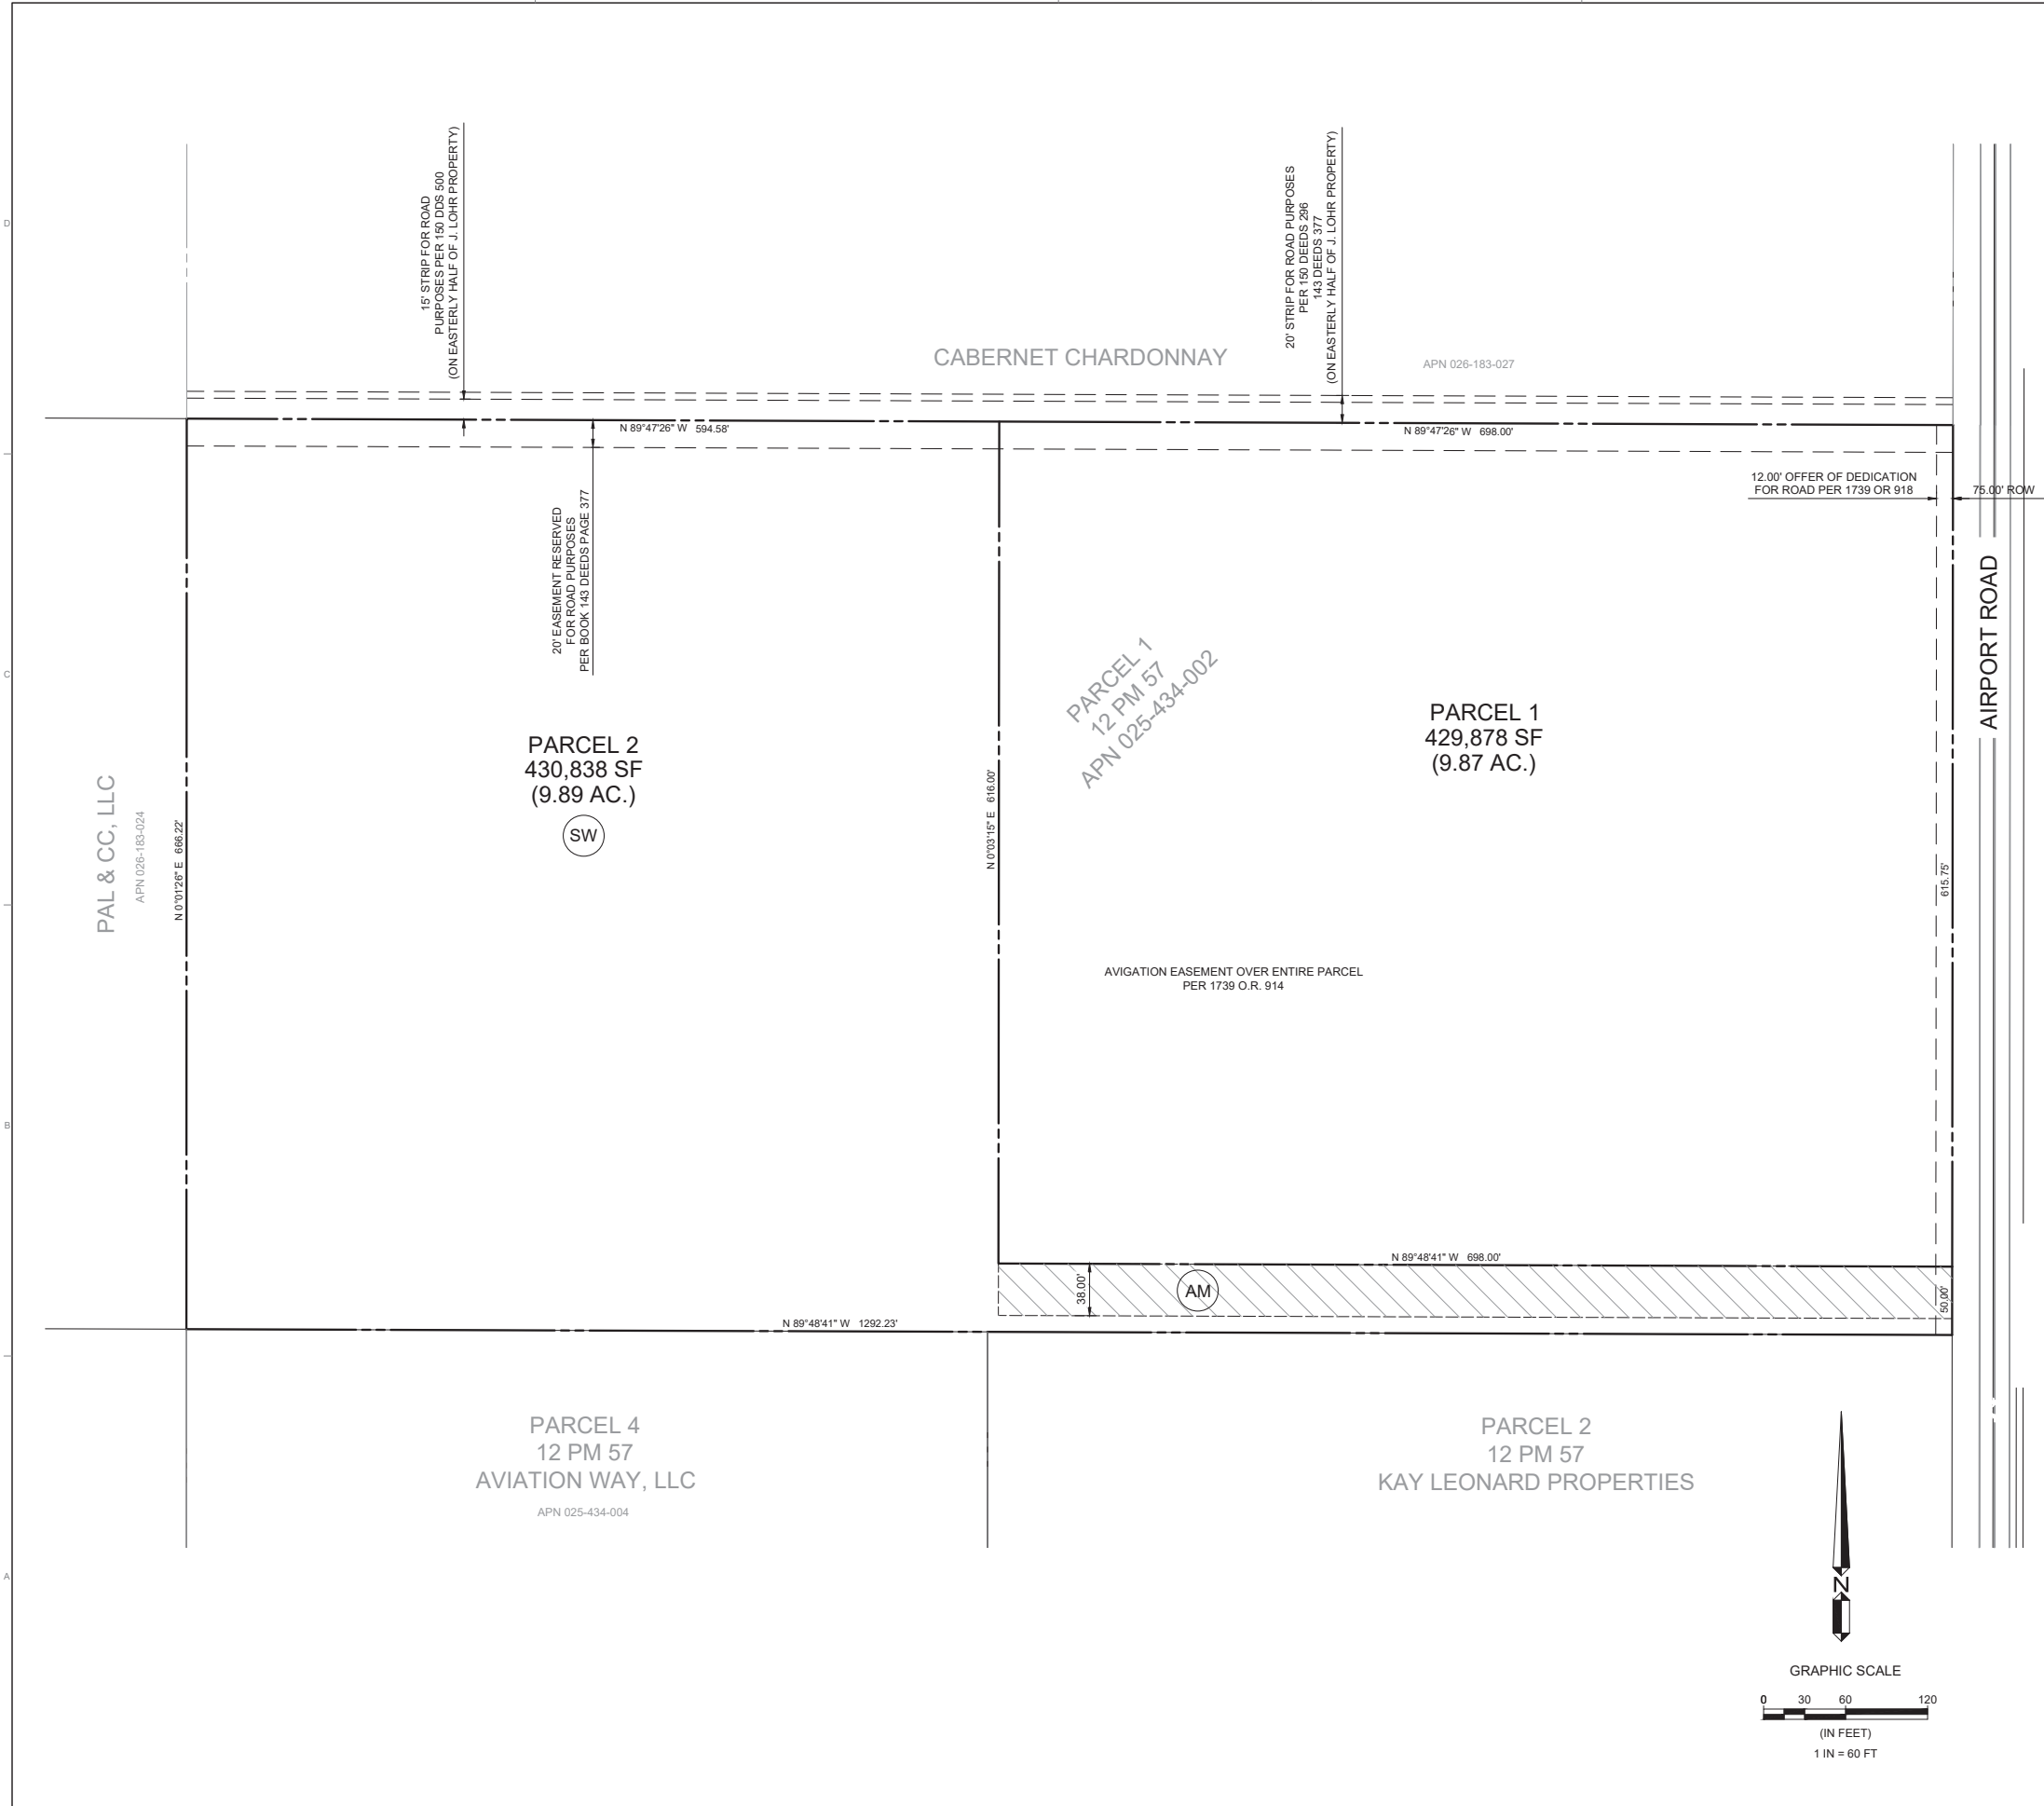 15' STRIP FOR ROAD
PURPOSES PER 150 DDS 500
(ON EASTERLY HALF OF J. LOHR PROPERTY)
20' STRIP FOR ROAD PURPOSES
PER 150 DEEDS 296
143 DEEDS 377
(ON EASTERLY HALF OF J. LOHR PROPERTY)
D
CABERNET CHARDONNAY
APN 026-183-027
N 89°47'26" W 594.58'
N 89°47'26" W 698.00'
12.00' OFFER OF DEDICATION
FOR ROAD PER 1739 OR 918
75.00' ROW
20' EASEMENT RESERVED
FOR ROAD PURPOSES
PER BOOK 143 DEEDS PAGE 377
AIRPORT ROAD
C
PARCEL 1
12 PM 57
APN 025-434-002
PARCEL 2
430,838 SF
(9.89 AC.)
SW
PARCEL 1
429,878 SF
(9.87 AC.)
PAL & CC, LLC
APN 026-183-024
N 0°01'26" E 666.22'
N 0°03'15" E 616.00'
615.75'
AVIGATION EASEMENT OVER ENTIRE PARCEL
PER 1739 O.R. 914
B
N 89°48'41" W 698.00'
38.00'
AM
50.00'
N 89°48'41" W 1292.23'
PARCEL 4
12 PM 57
AVIATION WAY, LLC
APN 025-434-004
PARCEL 2
12 PM 57
KAY LEONARD PROPERTIES
A
N
GRAPHIC SCALE
0 30 60 120
(IN FEET)
1 IN = 60 FT